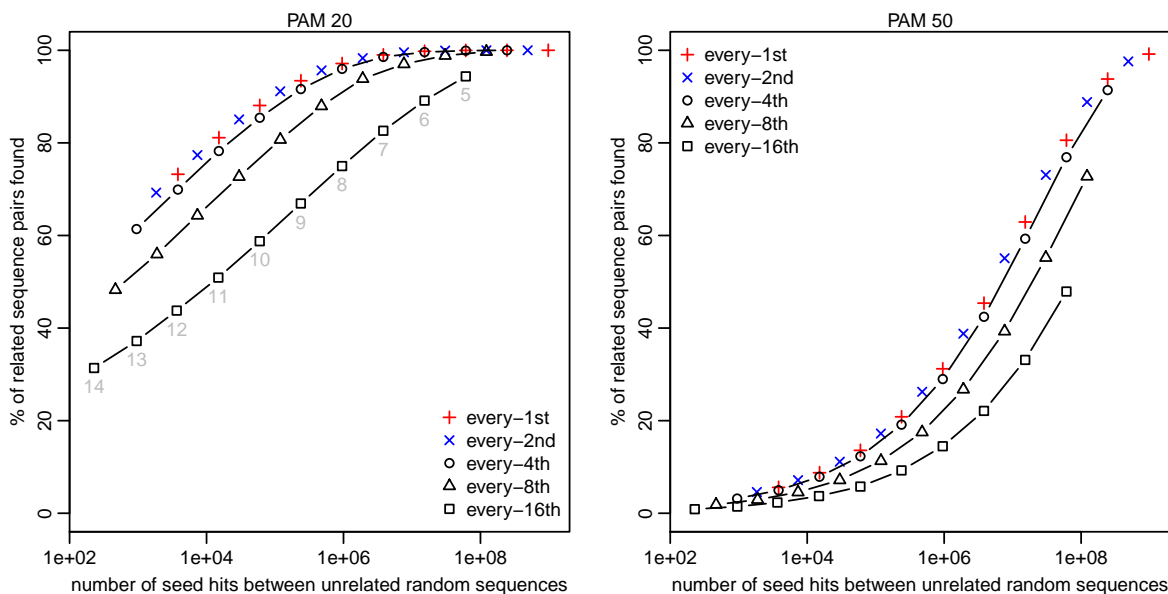 PAM 20
% of related sequence pairs found
100
80
60
40
20
0
5
6
7
8
9
10
11
12
13
14
every−1st
every−2nd
every−4th
every−8th
every−16th
1e+02
1e+04
1e+06
1e+08
number of seed hits between unrelated random sequences
PAM 50
% of related sequence pairs found
100
80
60
40
20
0
every−1st
every−2nd
every−4th
every−8th
every−16th
1e+02
1e+04
1e+06
1e+08
number of seed hits between unrelated random sequences